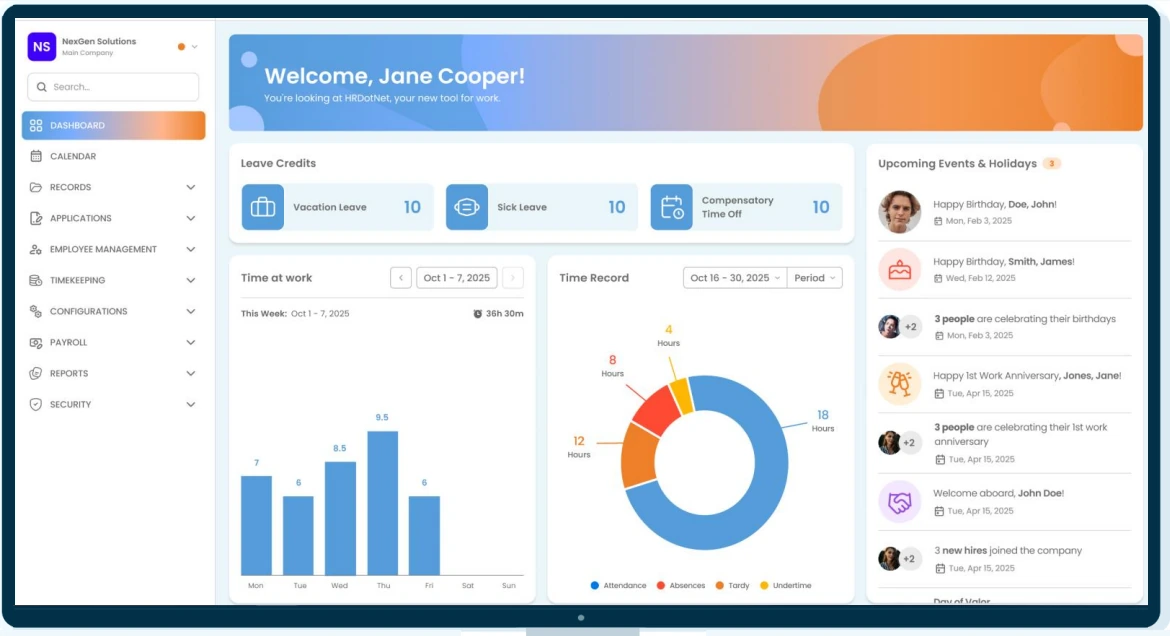 NS
NexGen Solutions
Main Company
Search...
DASHBOARD
CALENDAR
RECORDS
APPLICATIONS
EMPLOYEE MANAGEMENT
TIMEKEEPING
CONFIGURATIONS
PAYROLL
REPORTS
SECURITY
Welcome, Jane Cooper!
You're looking at HRDotNet, your new tool for work.
Leave Credits
Vacation Leave 10
Sick Leave 10
Compensatory
Time Off
10
Time at work
Oct 1 - 7, 2025
This Week: Oct 1 - 7, 2025
36h 30m
7
6
8.5
9.5
6
Mon Tue Wed Thu Fri Sat Sun
Time Record
Oct 16 - 30, 2025
Period
4
Hours
8
Hours
18
Hours
12
Hours
Attendance Absences Tardy Undertime
Upcoming Events & Holidays 3
Happy Birthday, Doe, John!
Mon, Feb 3, 2025
Happy Birthday, Smith, James!
Wed, Feb 12, 2025
+2
3 people are celebrating their birthdays
Mon, Feb 3, 2025
Happy 1st Work Anniversary, Jones, Jane!
Tue, Apr 15, 2025
+2
3 people are celebrating their 1st work
anniversary
Tue, Apr 15, 2025
Welcome aboard, John Doe!
Tue, Apr 15, 2025
+2
3 new hires joined the company
Tue, Apr 15, 2025
Day of Valor